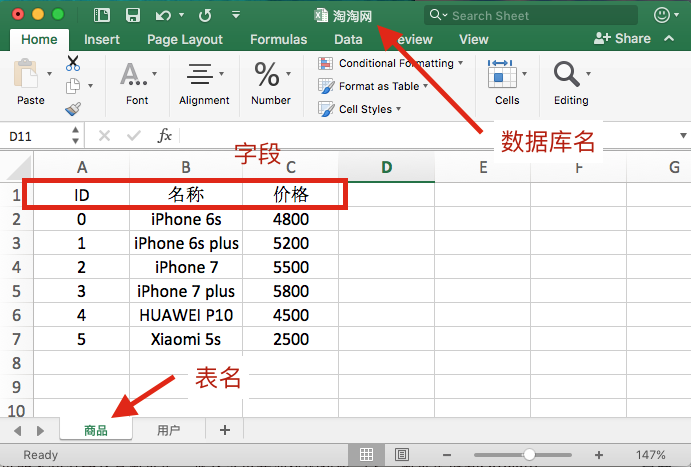 淘淘网
Search Sheet
Home Insert Page Layout Formulas Data Review View Share
Paste Font Alignment Number Conditional Formatting Format as Table Cell Styles Cells Editing
D11 fx
字段
数据库名
A B C D E F G
1 ID 名称 价格
2 0 iPhone 6s 4800
3 1 iPhone 6s plus 5200
4 2 iPhone 7 5500
5 3 iPhone 7 plus 5800
6 4 HUAWEI P10 4500
7 5 Xiaomi 5s 2500
8
9
10
表名
商品 用户 +
Ready 147%